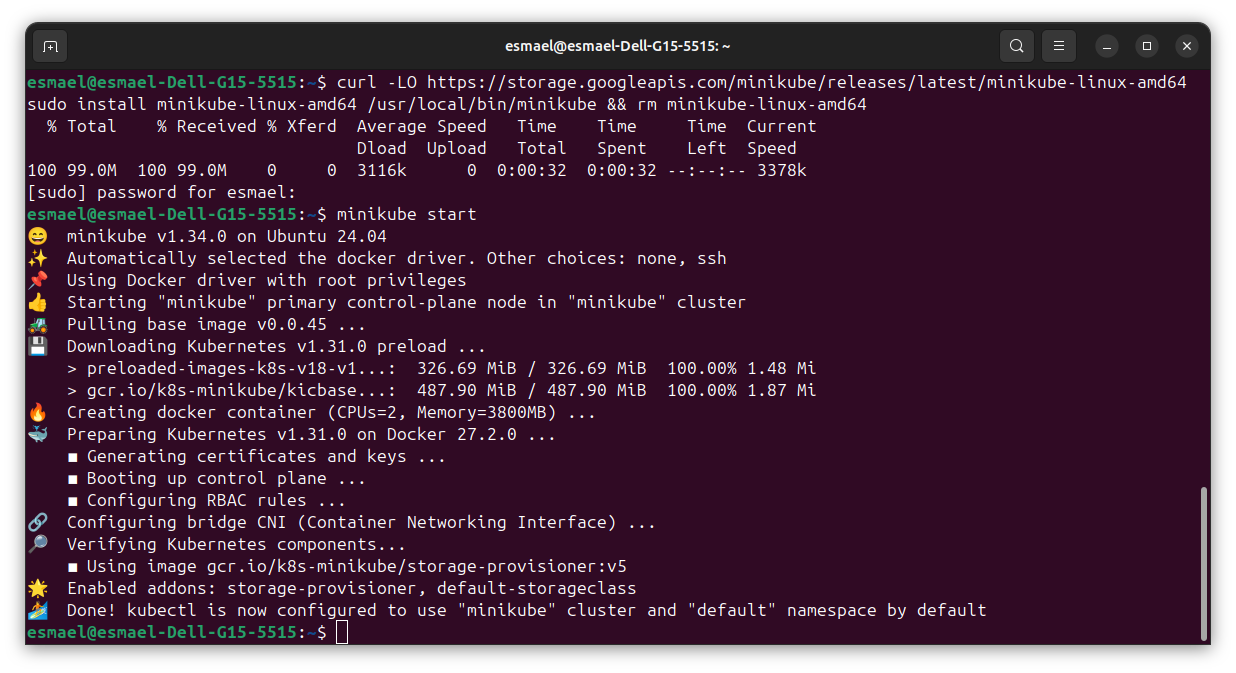 esmael@esmael-Dell-G15-5515: ~
esmael@esmael-Dell-G15-5515:~$ curl -LO https://storage.googleapis.com/minikube/releases/latest/minikube-linux-amd64
sudo install minikube-linux-amd64 /usr/local/bin/minikube && rm minikube-linux-amd64
  % Total    % Received % Xferd  Average Speed   Time    Time     Time  Current
                                 Dload  Upload   Total   Spent    Left  Speed
100 99.0M  100 99.0M    0     0  3116k      0  0:00:32  0:00:32 --:--:-- 3378k
[sudo] password for esmael:
esmael@esmael-Dell-G15-5515:~$ minikube start
😄  minikube v1.34.0 on Ubuntu 24.04
✨  Automatically selected the docker driver. Other choices: none, ssh
📌  Using Docker driver with root privileges
👍  Starting "minikube" primary control-plane node in "minikube" cluster
🚜  Pulling base image v0.0.45 ...
💾  Downloading Kubernetes v1.31.0 preload ...
    > preloaded-images-k8s-v18-v1...:  326.69 MiB / 326.69 MiB  100.00% 1.48 Mi
    > gcr.io/k8s-minikube/kicbase...:  487.90 MiB / 487.90 MiB  100.00% 1.87 Mi
🔥  Creating docker container (CPUs=2, Memory=3800MB) ...
🐳  Preparing Kubernetes v1.31.0 on Docker 27.2.0 ...
    ▪ Generating certificates and keys ...
    ▪ Booting up control plane ...
    ▪ Configuring RBAC rules ...
🔗  Configuring bridge CNI (Container Networking Interface) ...
🔎  Verifying Kubernetes components...
    ▪ Using image gcr.io/k8s-minikube/storage-provisioner:v5
🌟  Enabled addons: storage-provisioner, default-storageclass
🏄  Done! kubectl is now configured to use "minikube" cluster and "default" namespace by default
esmael@esmael-Dell-G15-5515:~$